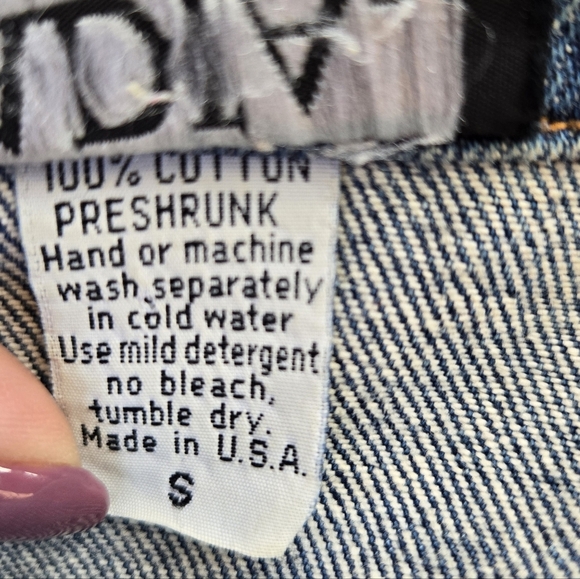 100% COTTON
PRESHRUNK
Hand or machine
wash separately
in cold water
Use mild detergent
no bleach,
tumble dry.
Made in U.S.A.
S